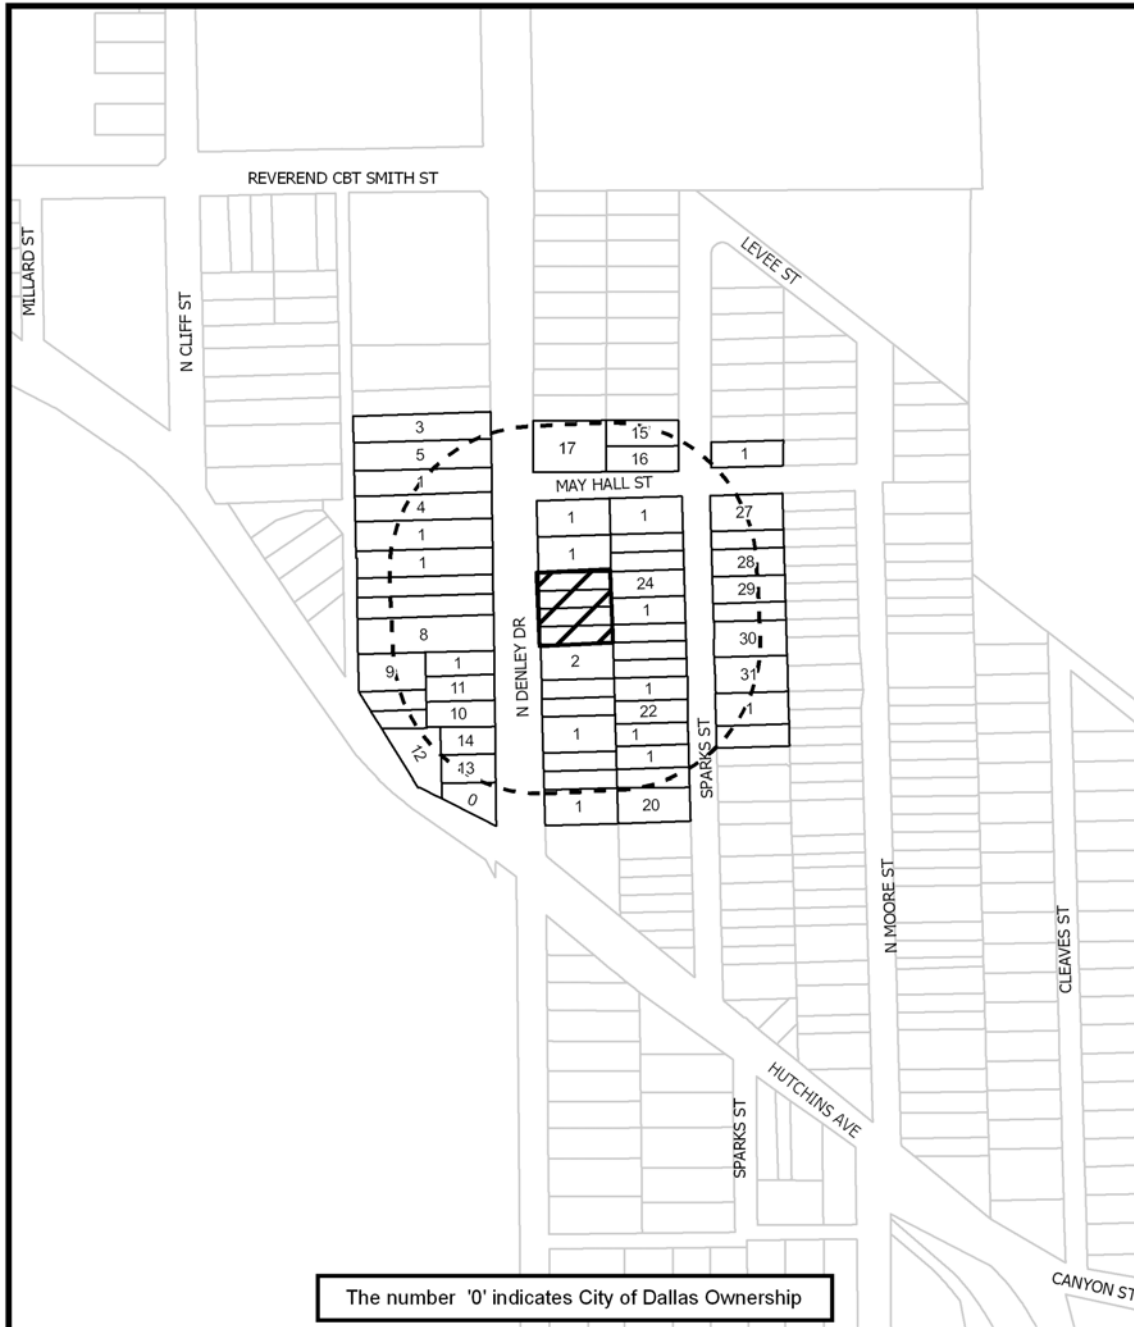 REVEREND CBT SMITH ST
MILLARD ST
N CLIFF ST
LEVEE ST
3
5
1
4
1
1
8
9
1
11
10
14
13
12
0
17
15
16
1
MAY HALL ST
1
1
1
24
1
2
1
22
1
1
1
1
20
27
28
29
30
31
1
N DENLEY DR
SPARKS ST
N MOORE ST
CLEAVES ST
HUTCHINS AVE
SPARKS ST
CANYON ST
The number '0' indicates City of Dallas Ownership